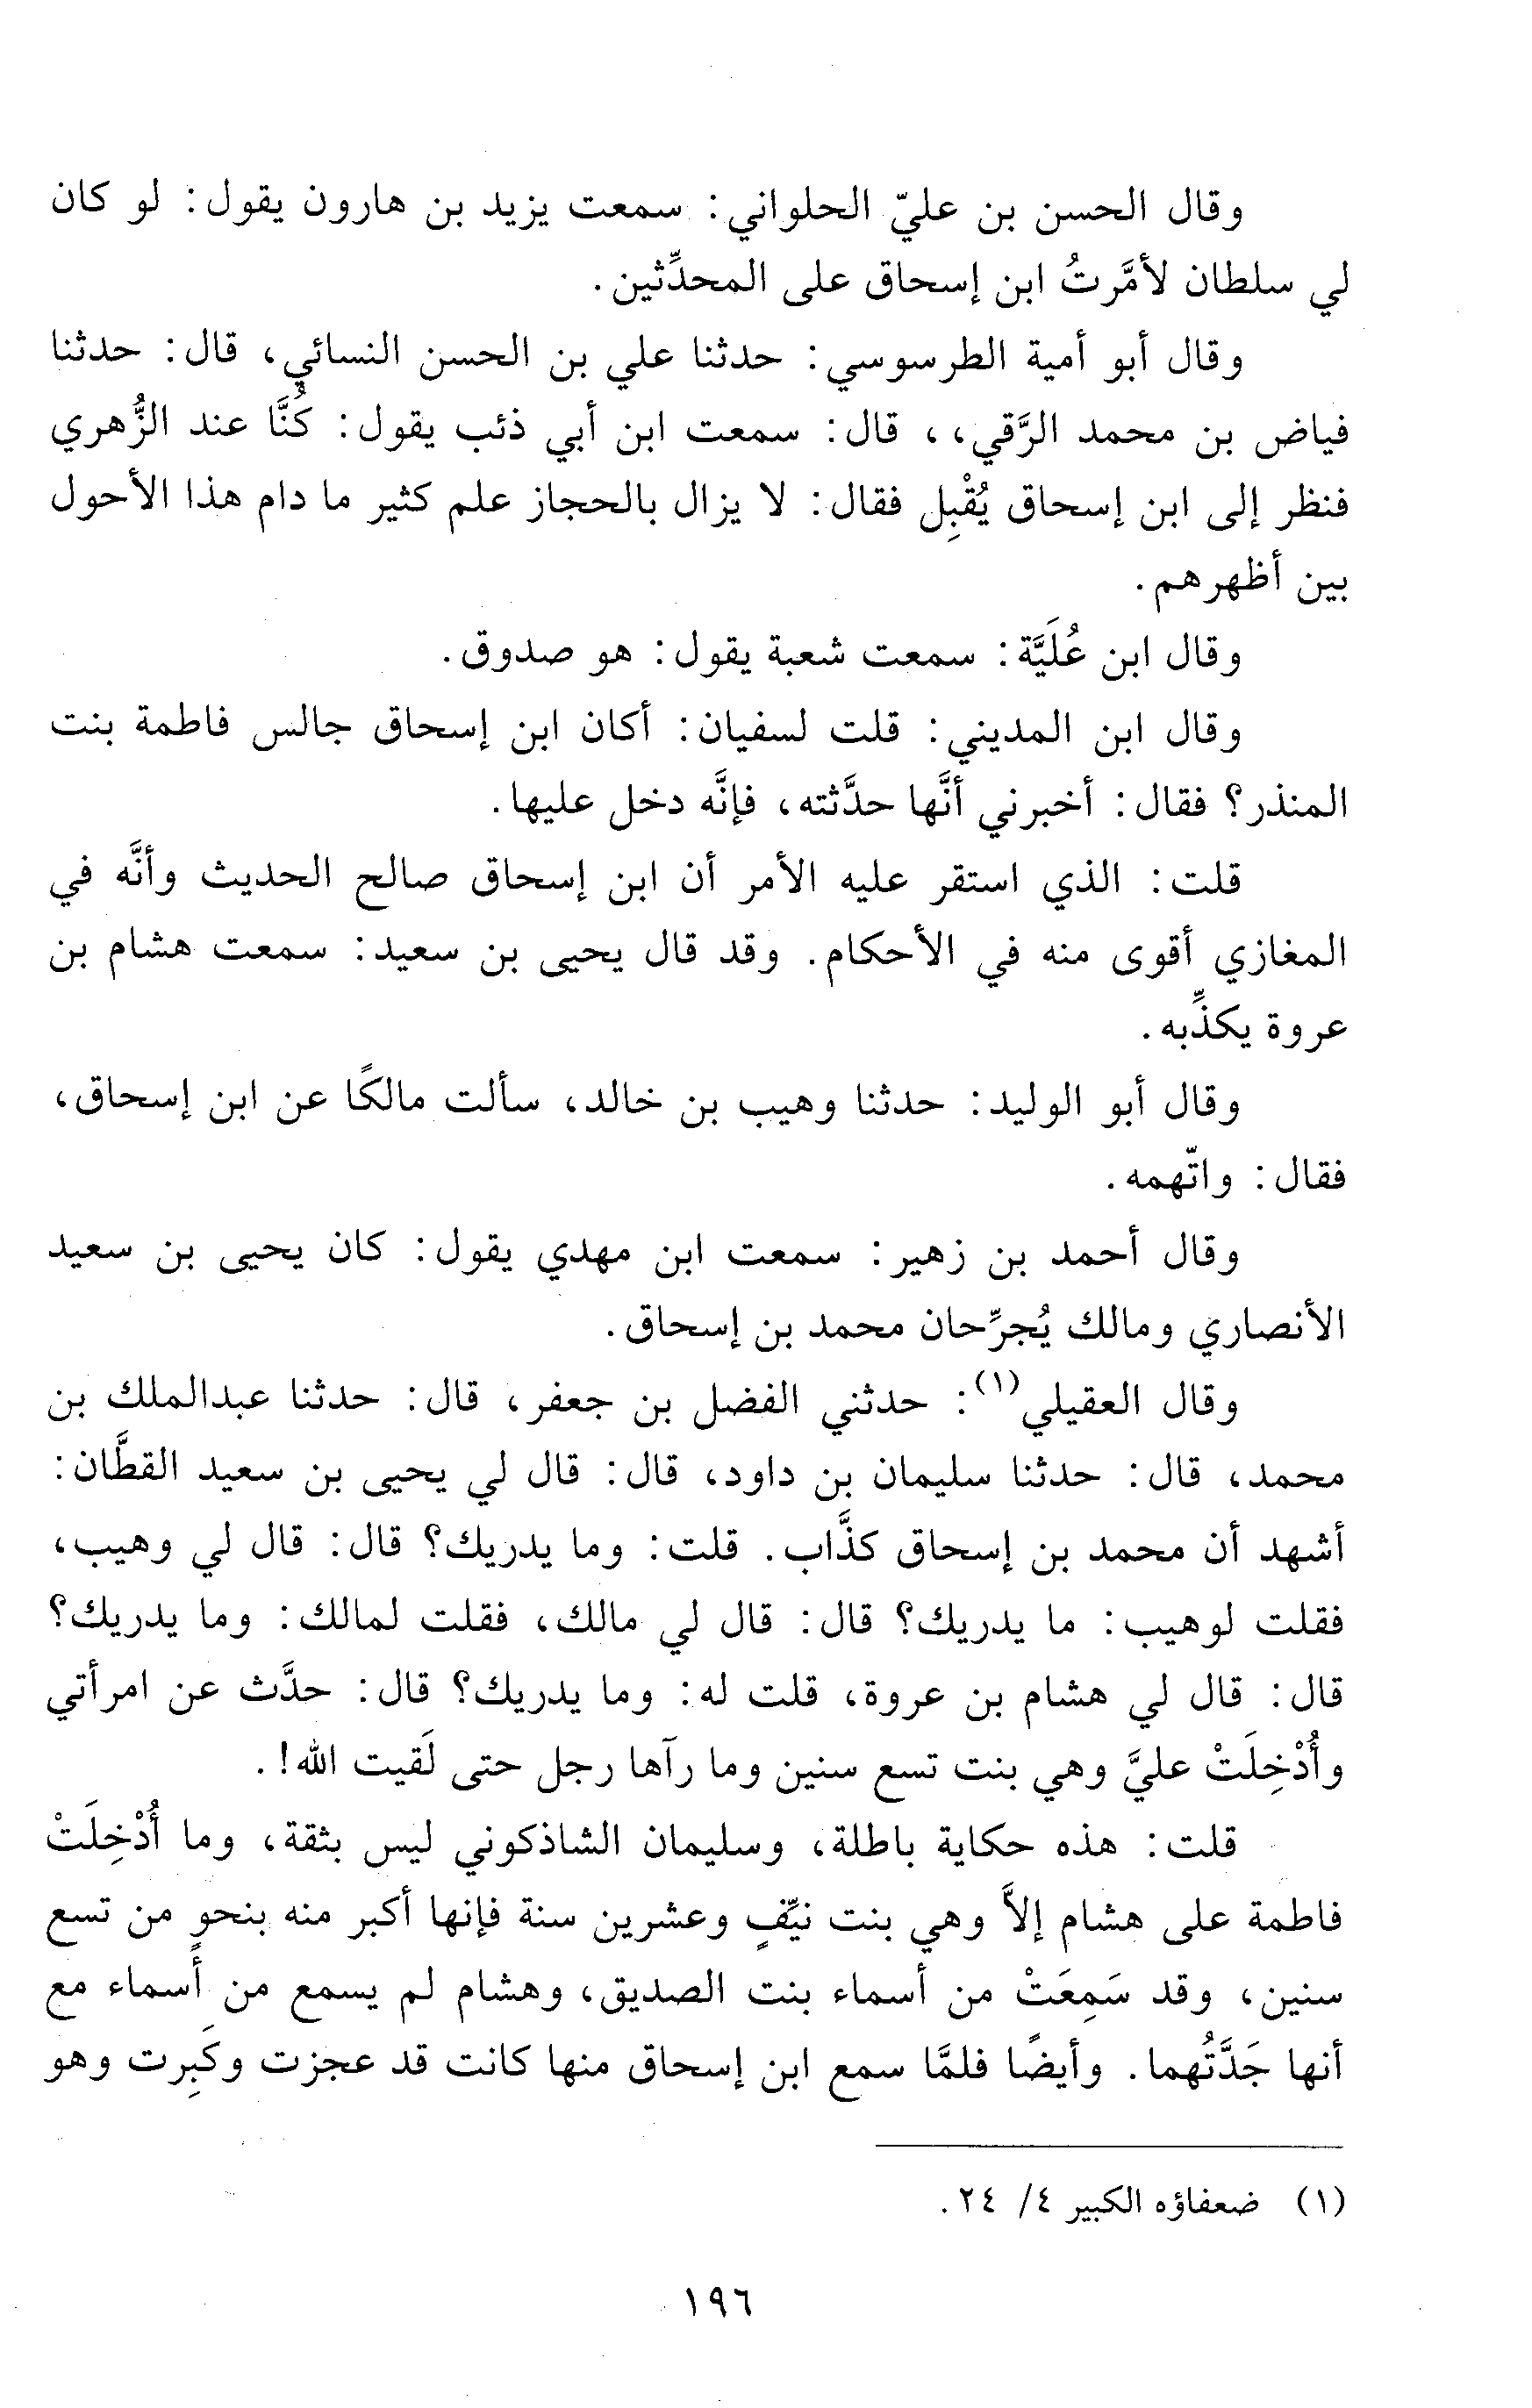 وقال الحسن بن عليّ الحلواني: سمعت يزيد بن هارون يقول: لو كان
لي سلطان لأمَّرتُ ابن إسحاق على المحدِّثين.
وقال أبو أمية الطرسوسي: حدثنا علي بن الحسن النسائي، قال: حدثنا
فياض بن محمد الرَّقي،، قال: سمعت ابن أبي ذئب يقول: كُنَّا عند الزُّهري
فنظر إلى ابن إسحاق يُقْبِل فقال: لا يزال بالحجاز علم كثير ما دام هذا الأحول
بين أظهرهم.
وقال ابن عُلَيَّة: سمعت شعبة يقول: هو صدوق.
وقال ابن المديني: قلت لسفيان: أكان ابن إسحاق جالس فاطمة بنت
المنذر؟ فقال: أخبرني أنَّها حدَّثته، فإنَّه دخل عليها.
قلت: الذي استقر عليه الأمر أن ابن إسحاق صالح الحديث وأنَّه في
المغازي أقوى منه في الأحكام. وقد قال يحيى بن سعيد: سمعت هشام بن
عروة يكذِّبه.
وقال أبو الوليد: حدثنا وهيب بن خالد، سألت مالكًا عن ابن إسحاق،
فقال: واتّهمه.
وقال أحمد بن زهير: سمعت ابن مهدي يقول: كان يحيى بن سعيد
الأنصاري ومالك يُجرِّحان محمد بن إسحاق.
وقال العقيلي(١): حدثني الفضل بن جعفر، قال: حدثنا عبدالملك بن
محمد، قال: حدثنا سليمان بن داود، قال: قال لي يحيى بن سعيد القطَّان:
أشهد أن محمد بن إسحاق كذَّاب. قلت: وما يدريك؟ قال: قال لي وهيب،
فقلت لوهيب: ما يدريك؟ قال: قال لي مالك، فقلت لمالك: وما يدريك؟
قال: قال لي هشام بن عروة، قلت له: وما يدريك؟ قال: حدَّث عن امرأتي
وأُدْخِلَتْ عليَّ وهي بنت تسع سنين وما رآها رجل حتى لَقيت الله!.
قلت: هذه حكاية باطلة، وسليمان الشاذكوني ليس بثقة، وما أُدْخِلَتْ
فاطمة على هشام إلاَّ وهي بنت نيِّفٍ وعشرين سنة فإنها أكبر منه بنحوٍ من تسع
سنين، وقد سَمِعَتْ من أسماء بنت الصديق، وهشام لم يسمع من أسماء مع
أنها جَدَّتُهما. وأيضًا فلمَّا سمع ابن إسحاق منها كانت قد عجزت وكَبِرت وهو
(١) ضعفاؤه الكبير ٤/ ٢٤.
١٩٦